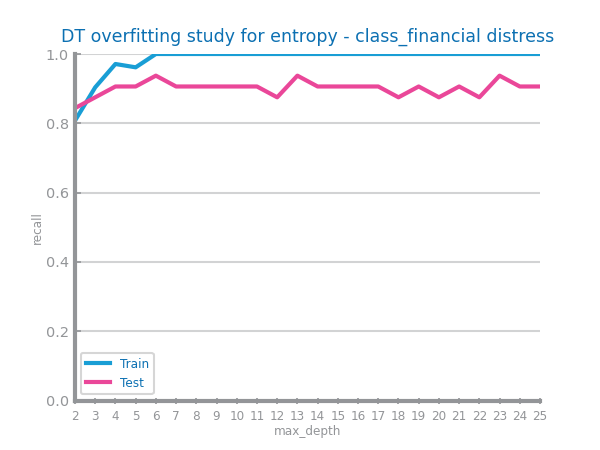 DT overfitting study for entropy - class_financial distress
1.0
0.8
0.6
0.4
0.2
0.0
recall
Train
Test
2 3 4 5 6 7 8 9 10 11 12 13 14 15 16 17 18 19 20 21 22 23 24 25
max_depth